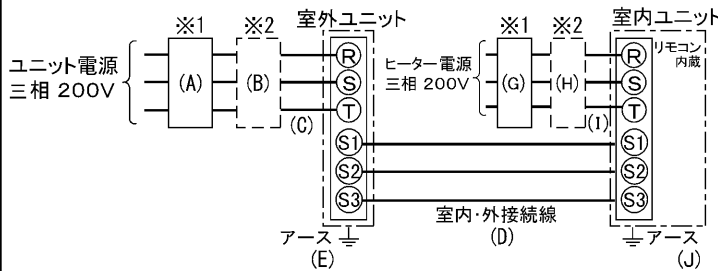 室外ユニット
※1 ※2
ユニット電源
三相 200V
(A)
(B)
(C)
R
S
T
S1
S2
S3
アース
(E)
室内ユニット
※1 ※2
リモコン
内蔵
ヒーター電源
三相 200V
(G)
(H)
(I)
R
S
T
S1
S2
S3
室内・外接続線
(D)
アース
(J)